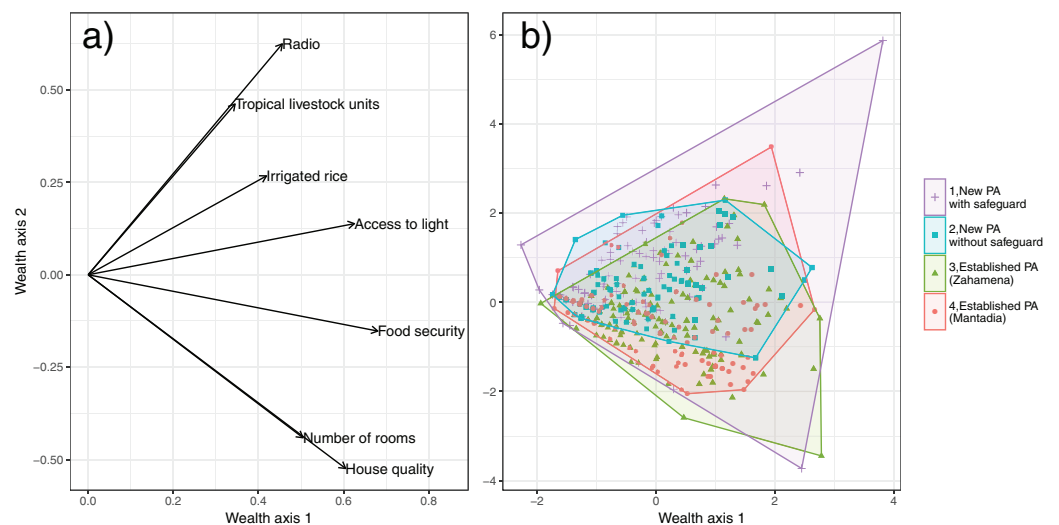 a)
Radio
Tropical livestock units
Irrigated rice
Access to light
Food security
Number of rooms
House quality
0.50
0.25
0.00
−0.25
−0.50
Wealth axis 2
0.0 0.2 0.4 0.6 0.8
Wealth axis 1
b)
6
4
2
0
−2
−4
−2 0 2 4
Wealth axis 1
1,New PA
with safeguard
2,New PA
without safeguard
3,Established PA
(Zahamena)
4,Established PA
(Mantadia)